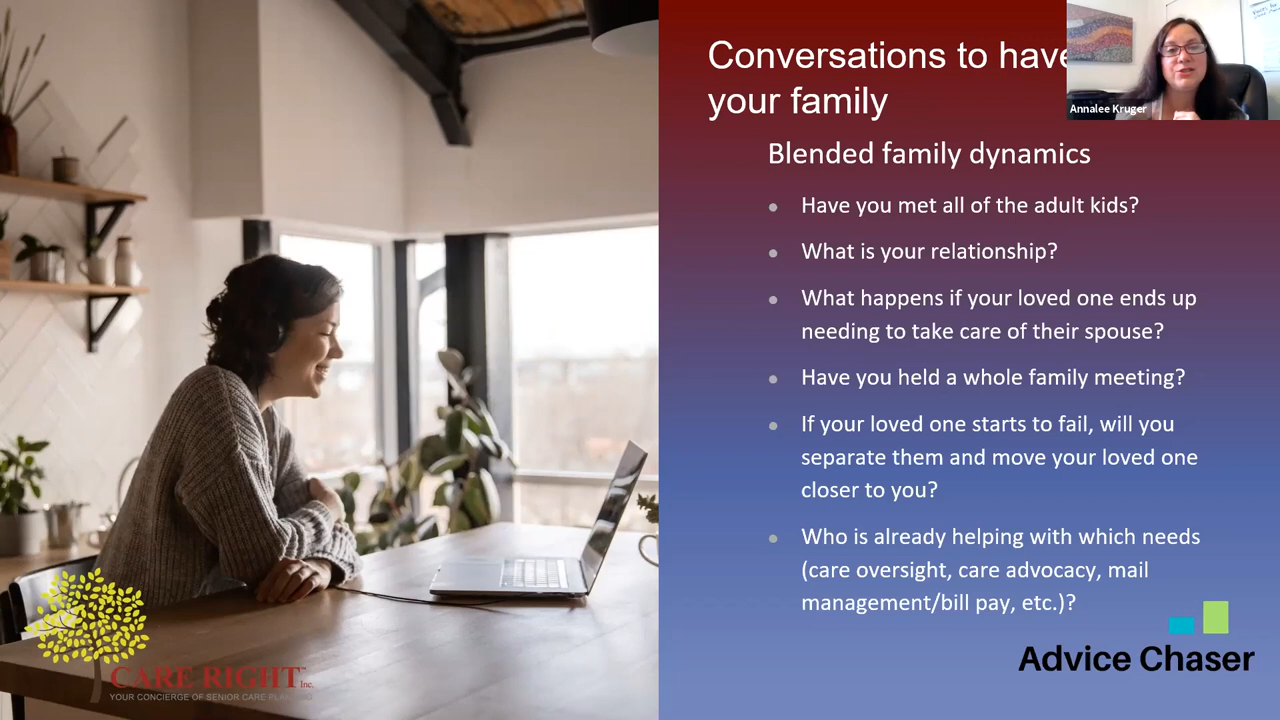 Conversations to have
your family
Annalee Kruger
Blended family dynamics
Have you met all of the adult kids?
What is your relationship?
What happens if your loved one ends up
needing to take care of their spouse?
Have you held a whole family meeting?
If your loved one starts to fail, will you
separate them and move your loved one
closer to you?
Who is already helping with which needs
(care oversight, care advocacy, mail
management/bill pay, etc.)?
CARE RIGHT™ Inc.
YOUR CONCIERGE OF SENIOR CARE
Advice Chaser